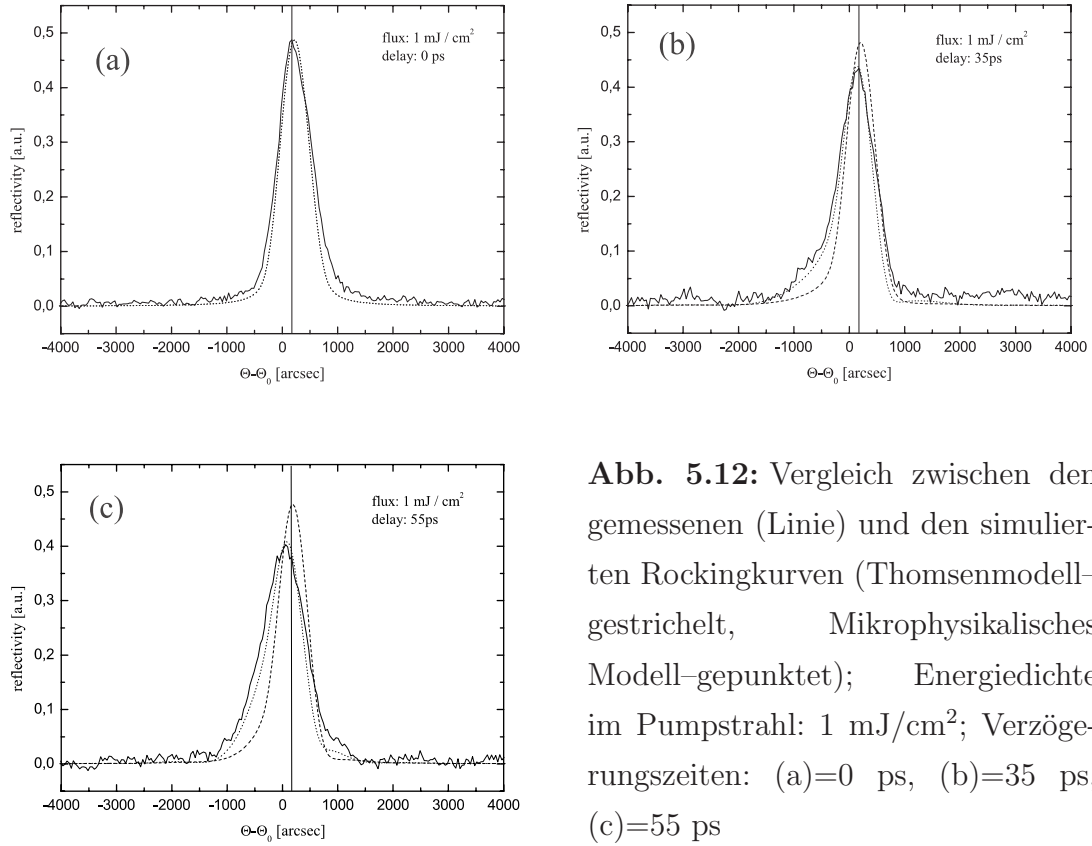 (a)
flux: 1 mJ / cm²
delay: 0 ps
reflectivity [a.u.]
0,5
0,4
0,3
0,2
0,1
0,0
-4000 -3000 -2000 -1000 0 1000 2000 3000 4000
Θ-Θ₀ [arcsec]
(b)
flux: 1 mJ / cm²
delay: 35ps
reflectivity [a.u.]
0,5
0,4
0,3
0,2
0,1
0,0
-4000 -3000 -2000 -1000 0 1000 2000 3000 4000
Θ-Θ₀ [arcsec]
(c)
flux: 1 mJ / cm²
delay: 55ps
reflectivity [a.u.]
0,5
0,4
0,3
0,2
0,1
0,0
-4000 -3000 -2000 -1000 0 1000 2000 3000 4000
Θ-Θ₀ [arcsec]
Abb. 5.12: Vergleich zwischen den
gemessenen (Linie) und den simulier-
ten Rockingkurven (Thomsenmodell–
gestrichelt, Mikrophysikalisches
Modell–gepunktet); Energiedichte
im Pumpstrahl: 1 mJ/cm²; Verzöge-
rungszeiten: (a)=0 ps, (b)=35 ps,
(c)=55 ps